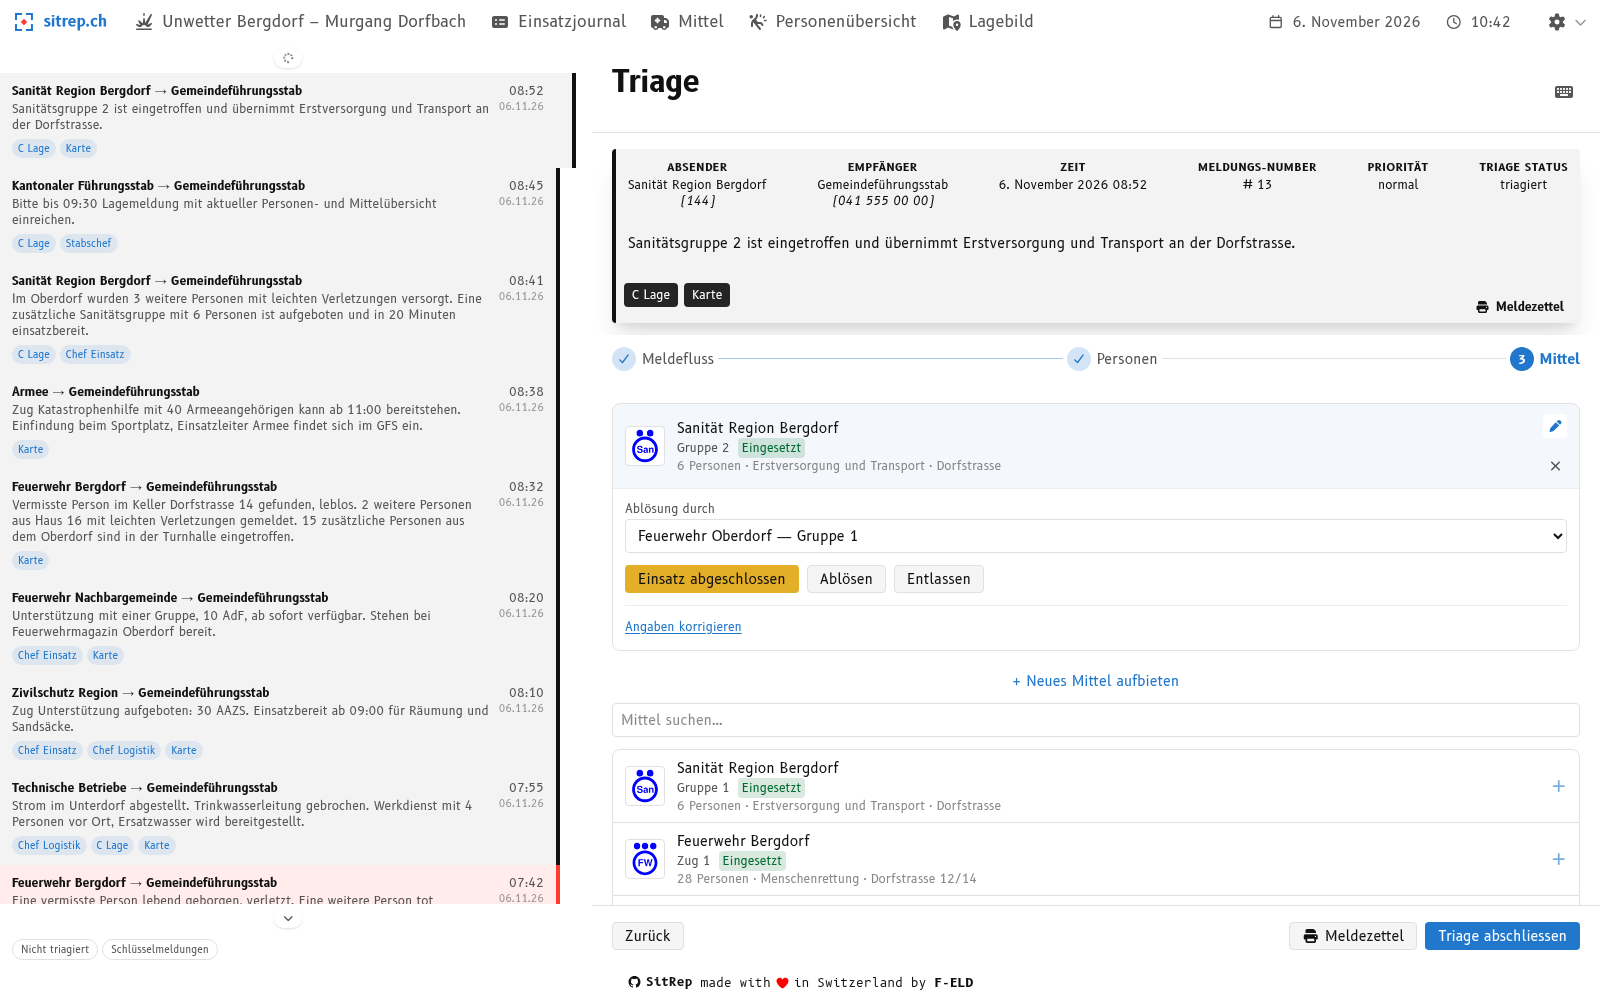 sitrep.ch
Unwetter Bergdorf – Murgang Dorfbach
Einsatzjournal
Mittel
Personenübersicht
Lagebild
6. November 2026
10:42
Sanität Region Bergdorf → Gemeindeführungsstab
08:52
Sanitätsgruppe 2 ist eingetroffen und übernimmt Erstversorgung und Transport an
06.11.26
der Dorfstrasse.
C Lage
Karte
Kantonaler Führungsstab → Gemeindeführungsstab
08:45
Bitte bis 09:30 Lagemeldung mit aktueller Personen- und Mittelübersicht
06.11.26
einreichen.
C Lage
Stabschef
Sanität Region Bergdorf → Gemeindeführungsstab
08:41
Im Oberdorf wurden 3 weitere Personen mit leichten Verletzungen versorgt. Eine
06.11.26
zusätzliche Sanitätsgruppe mit 6 Personen ist aufgeboten und in 20 Minuten
einsatzbereit.
C Lage
Chef Einsatz
Armee → Gemeindeführungsstab
08:38
Zug Katastrophenhilfe mit 40 Armeeangehörigen kann ab 11:00 bereitstehen.
06.11.26
Einfindung beim Sportplatz, Einsatzleiter Armee findet sich im GFS ein.
Karte
Feuerwehr Bergdorf → Gemeindeführungsstab
08:32
Vermisste Person im Keller Dorfstrasse 14 gefunden, leblos. 2 weitere Personen
06.11.26
aus Haus 16 mit leichten Verletzungen gemeldet. 15 zusätzliche Personen aus
dem Oberdorf sind in der Turnhalle eingetroffen.
Karte
Feuerwehr Nachbargemeinde → Gemeindeführungsstab
08:20
Unterstützung mit einer Gruppe, 10 AdF, ab sofort verfügbar. Stehen bei
06.11.26
Feuerwehrmagazin Oberdorf bereit.
Chef Einsatz
Karte
Zivilschutz Region → Gemeindeführungsstab
08:10
Zug Unterstützung aufgeboten: 30 AAZS. Einsatzbereit ab 09:00 für Räumung und
06.11.26
Sandsäcke.
Chef Einsatz
Chef Logistik
Karte
Technische Betriebe → Gemeindeführungsstab
07:55
Strom im Unterdorf abgestellt. Trinkwasserleitung gebrochen. Werkdienst mit 4
06.11.26
Personen vor Ort, Ersatzwasser wird bereitgestellt.
Chef Logistik
C Lage
Karte
Feuerwehr Bergdorf → Gemeindeführungsstab
07:42
Eine vermisste Person lebend geborgen, verletzt. Eine weitere Person tot
06.11.26
Nicht triagiert
Schlüsselmeldungen
Triage
ABSENDER
EMPFÄNGER
ZEIT
MELDUNGS-NUMBER
PRIORITÄT
TRIAGE STATUS
Sanität Region Bergdorf
Gemeindeführungsstab
6. November 2026 08:52
# 13
normal
triagiert
[144]
[041 555 00 00]
Sanitätsgruppe 2 ist eingetroffen und übernimmt Erstversorgung und Transport an der Dorfstrasse.
C Lage
Karte
Meldezettel
Meldefluss
Personen
3 Mittel
San
Sanität Region Bergdorf
Gruppe 2 Eingesetzt
6 Personen · Erstversorgung und Transport · Dorfstrasse
Ablösung durch
Feuerwehr Oberdorf — Gruppe 1
Einsatz abgeschlossen
Ablösen
Entlassen
Angaben korrigieren
+ Neues Mittel aufbieten
Mittel suchen...
San
Sanität Region Bergdorf
Gruppe 1 Eingesetzt
6 Personen · Erstversorgung und Transport · Dorfstrasse
FW
Feuerwehr Bergdorf
Zug 1 Eingesetzt
28 Personen · Menschenrettung · Dorfstrasse 12/14
Zurück
Meldezettel
Triage abschliessen
SitRep made with in Switzerland by F-ELD